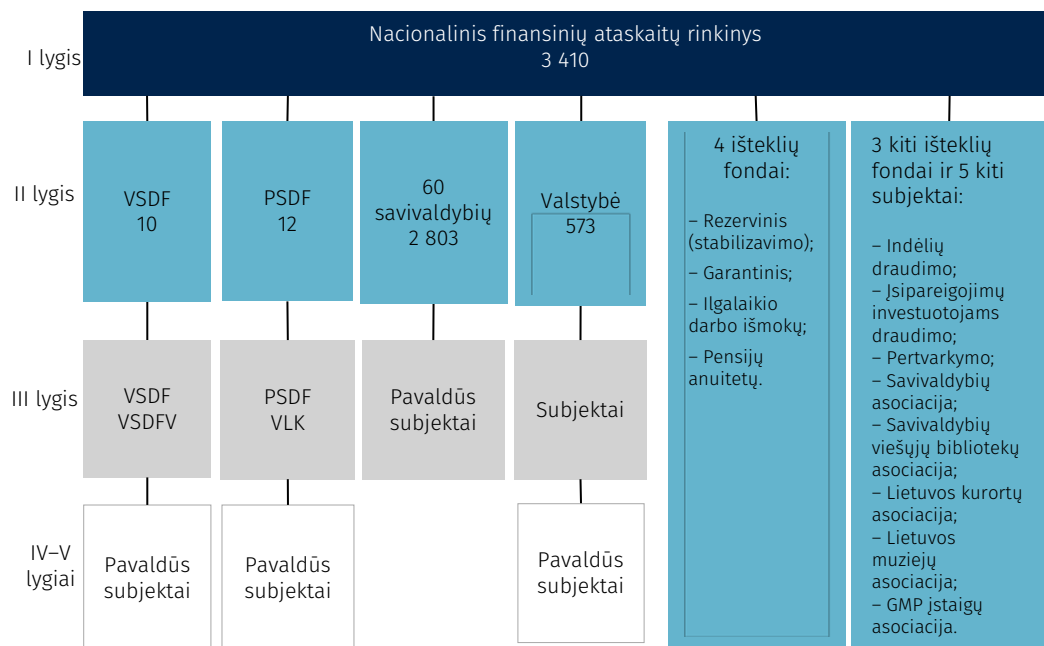 Nacionalinis finansinių ataskaitų rinkinys
3 410
I lygis
II lygis
VSDF
10
PSDF
12
60
savivaldybių
2 803
Valstybė
573
4 išteklių
fondai:
– Rezervinis
(stabilizavimo);
– Garantinis;
– Ilgalaikio
darbo išmokų;
– Pensijų
anuitetų.
3 kiti išteklių
fondai ir 5 kiti
subjektai:
– Indėlių
draudimo;
– Įsipareigojimų
investuotojams
draudimo;
– Pertvarkymo;
– Savivaldybių
asociacija;
– Savivaldybių
viešųjų bibliotekų
asociacija;
– Lietuvos kurortų
asociacija;
– Lietuvos
muziejų
asociacija;
– GMP įstaigų
asociacija.
III lygis
VSDF
VSDFV
PSDF
VLK
Pavaldūs
subjektai
Subjektai
IV–V
lygiai
Pavaldūs
subjektai
Pavaldūs
subjektai
Pavaldūs
subjektai